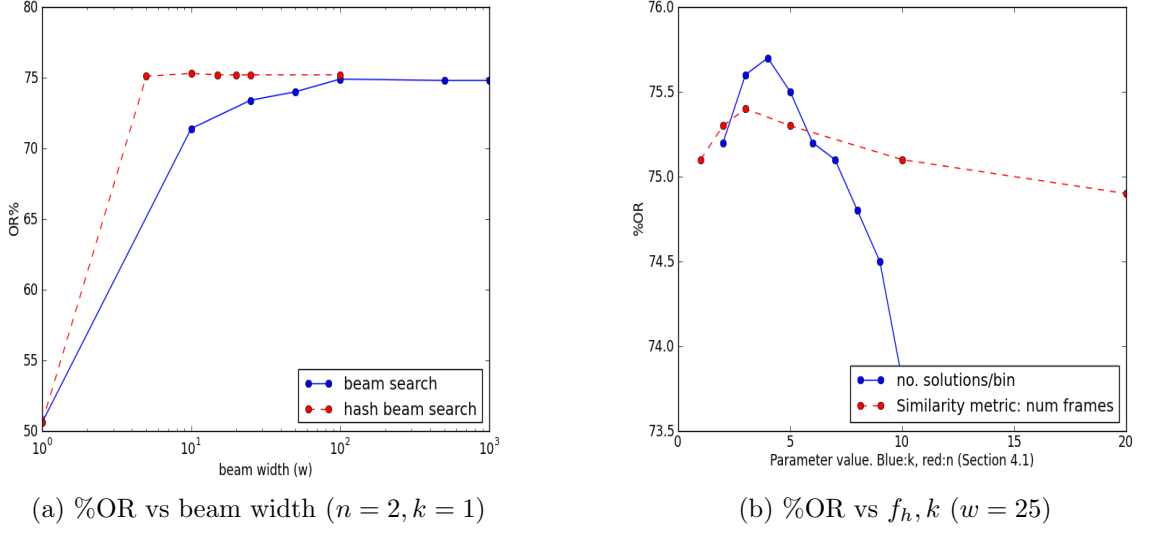 80
75
70
65
60
55
50
OR%
10^0
10^1
10^2
10^3
beam width (w)
beam search
hash beam search
(a) %OR vs beam width (n = 2, k = 1)
76.0
75.5
75.0
74.5
74.0
73.5
%OR
0
5
10
15
20
Parameter value. Blue:k, red:n (Section 4.1)
no. solutions/bin
Similarity metric: num frames
(b) %OR vs f_h, k (w = 25)